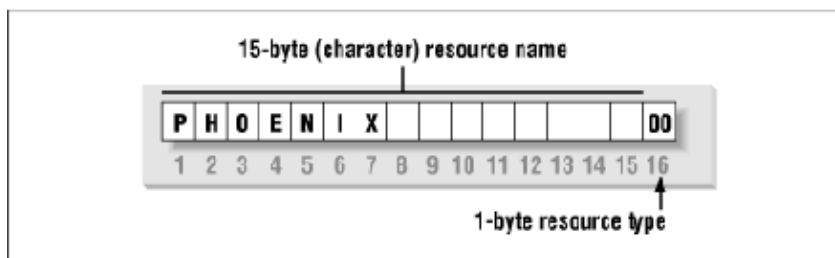 15-byte (character) resource name
P H O E N I X 00
1 2 3 4 5 6 7 8 9 10 11 12 13 14 15 16
1-byte resource type